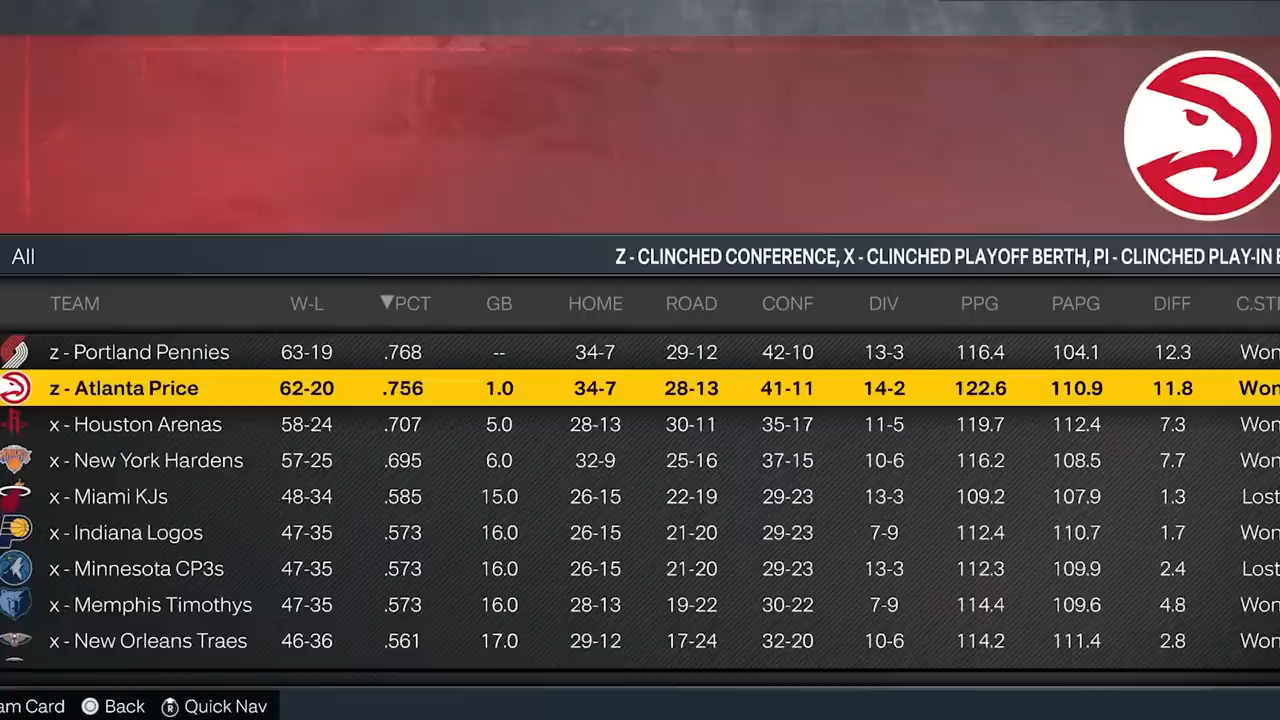 All Z - CLINCHED CONFERENCE, X - CLINCHED PLAYOFF BERTH, PI - CLINCHED PLAY-IN
TEAM W-L ▼PCT GB HOME ROAD CONF DIV PPG PAPG DIFF C.ST
z - Portland Pennies 63-19 .768 -- 34-7 29-12 42-10 13-3 116.4 104.1 12.3 Won
z - Atlanta Price 62-20 .756 1.0 34-7 28-13 41-11 14-2 122.6 110.9 11.8 Won
x - Houston Arenas 58-24 .707 5.0 28-13 30-11 35-17 11-5 119.7 112.4 7.3 Won
x - New York Hardens 57-25 .695 6.0 32-9 25-16 37-15 10-6 116.2 108.5 7.7 Won
x - Miami KJs 48-34 .585 15.0 26-15 22-19 29-23 13-3 109.2 107.9 1.3 Lost
x - Indiana Logos 47-35 .573 16.0 26-15 21-20 29-23 7-9 112.4 110.7 1.7 Won
x - Minnesota CP3s 47-35 .573 16.0 26-15 21-20 29-23 13-3 112.3 109.9 2.4 Lost
x - Memphis Timothys 47-35 .573 16.0 28-13 19-22 30-22 7-9 114.4 109.6 4.8 Won
x - New Orleans Traes 46-36 .561 17.0 29-12 17-24 32-20 10-6 114.2 111.4 2.8 Won
am Card Back R Quick Nav